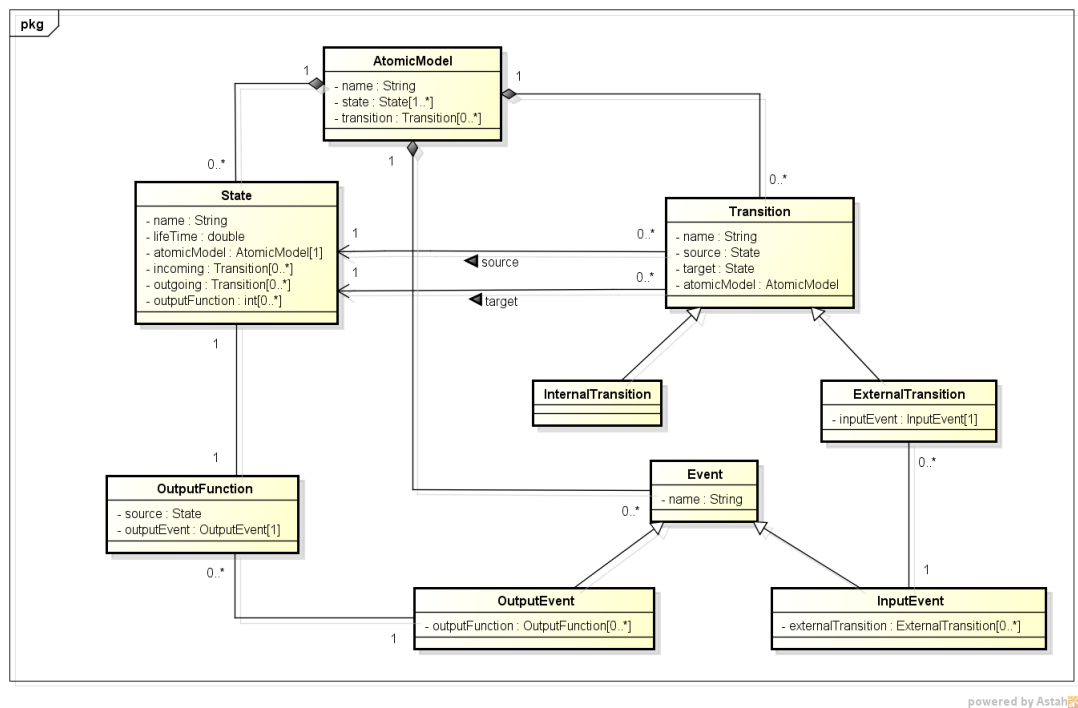 pkg
AtomicModel
- name : String
- state : State[1..*]
- transition : Transition[0..*]
1
1
1
0..*
0..*
State
- name : String
- lifeTime : double
- atomicModel : AtomicModel[1]
- incoming : Transition[0..*]
- outgoing : Transition[0..*]
- outputFunction : int[0..*]
Transition
- name : String
- source : State
- target : State
- atomicModel : AtomicModel
1
0..*
source
1
0..*
target
1
InternalTransition
ExternalTransition
- inputEvent : InputEvent[1]
1
0..*
OutputFunction
- source : State
- outputEvent : OutputEvent[1]
Event
- name : String
0..*
0..*
1
1
OutputEvent
- outputFunction : OutputFunction[0..*]
InputEvent
- externalTransition : ExternalTransition[0..*]
powered by Astah